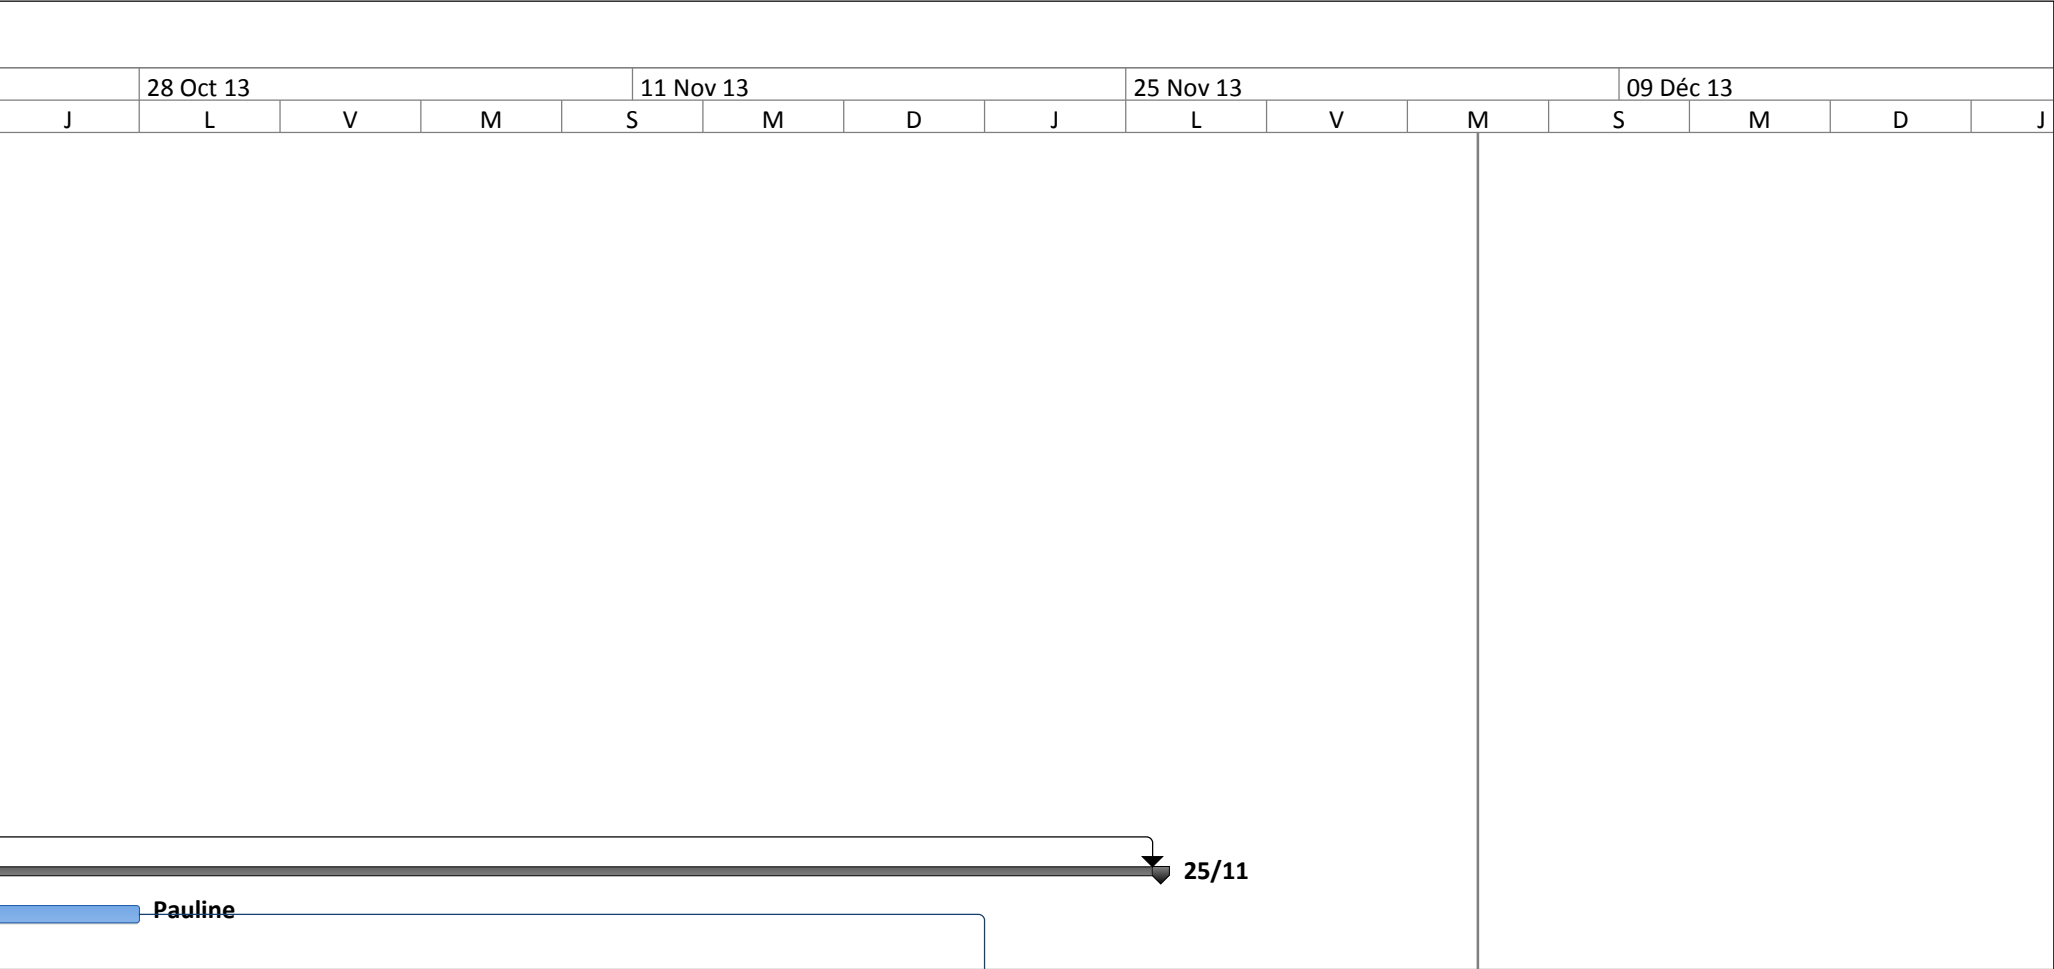 28 Oct 13 11 Nov 13 25 Nov 13 09 Déc 13
J L V M S M D J L V M S M D J
25/11
Pauline